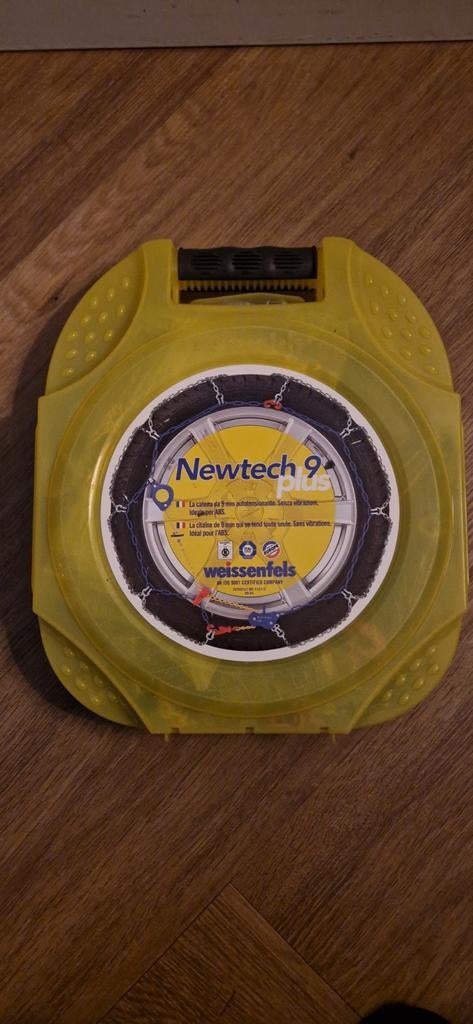 Newtech 9
plus
La catena da 9 mm autotensionante. Senza vibrazioni.
Ideale per ABS.
La chaîne de 9 mm qui se tend toute seule. Sans vibrations.
Idéal pour l'ABS.
weissenfels
AN ISO 9001 CERTIFIED COMPANY